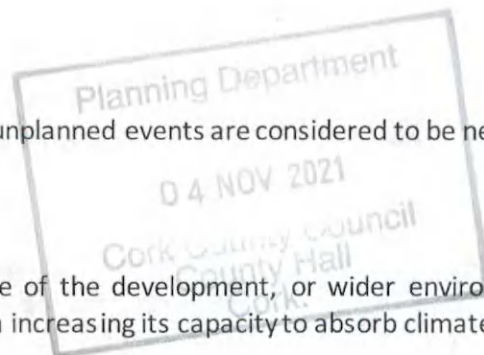 Planning Department
unplanned events are considered to be ne
04 NOV 2021
Cork County Council
County Hall
Cork.
e of the development, or wider enviro
increasing its capacity to absorb climate